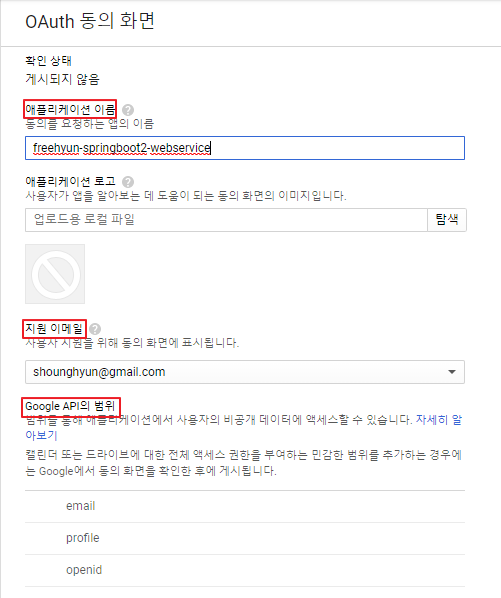 OAuth 동의 화면
확인 상태
게시되지 않음
애플리케이션 이름 ?
동의를 요청하는 앱의 이름
freehyun-springboot2-webservice
애플리케이션 로고 ?
사용자가 앱을 알아보는 데 도움이 되는 동의 화면의 이미지입니다.
업로드용 로컬 파일 탐색
지원 이메일 ?
사용자 지원을 위해 동의 화면에 표시됩니다.
shounghyun@gmail.com
Google API의 범위
범위를 통해 애플리케이션에서 사용자의 비공개 데이터에 액세스할 수 있습니다. 자세히 알
아보기
캘린더 또는 드라이브에 대한 전체 액세스 권한을 부여하는 민감한 범위를 추가하는 경우에
는 Google에서 동의 화면을 확인한 후에 게시됩니다.
email
profile
openid